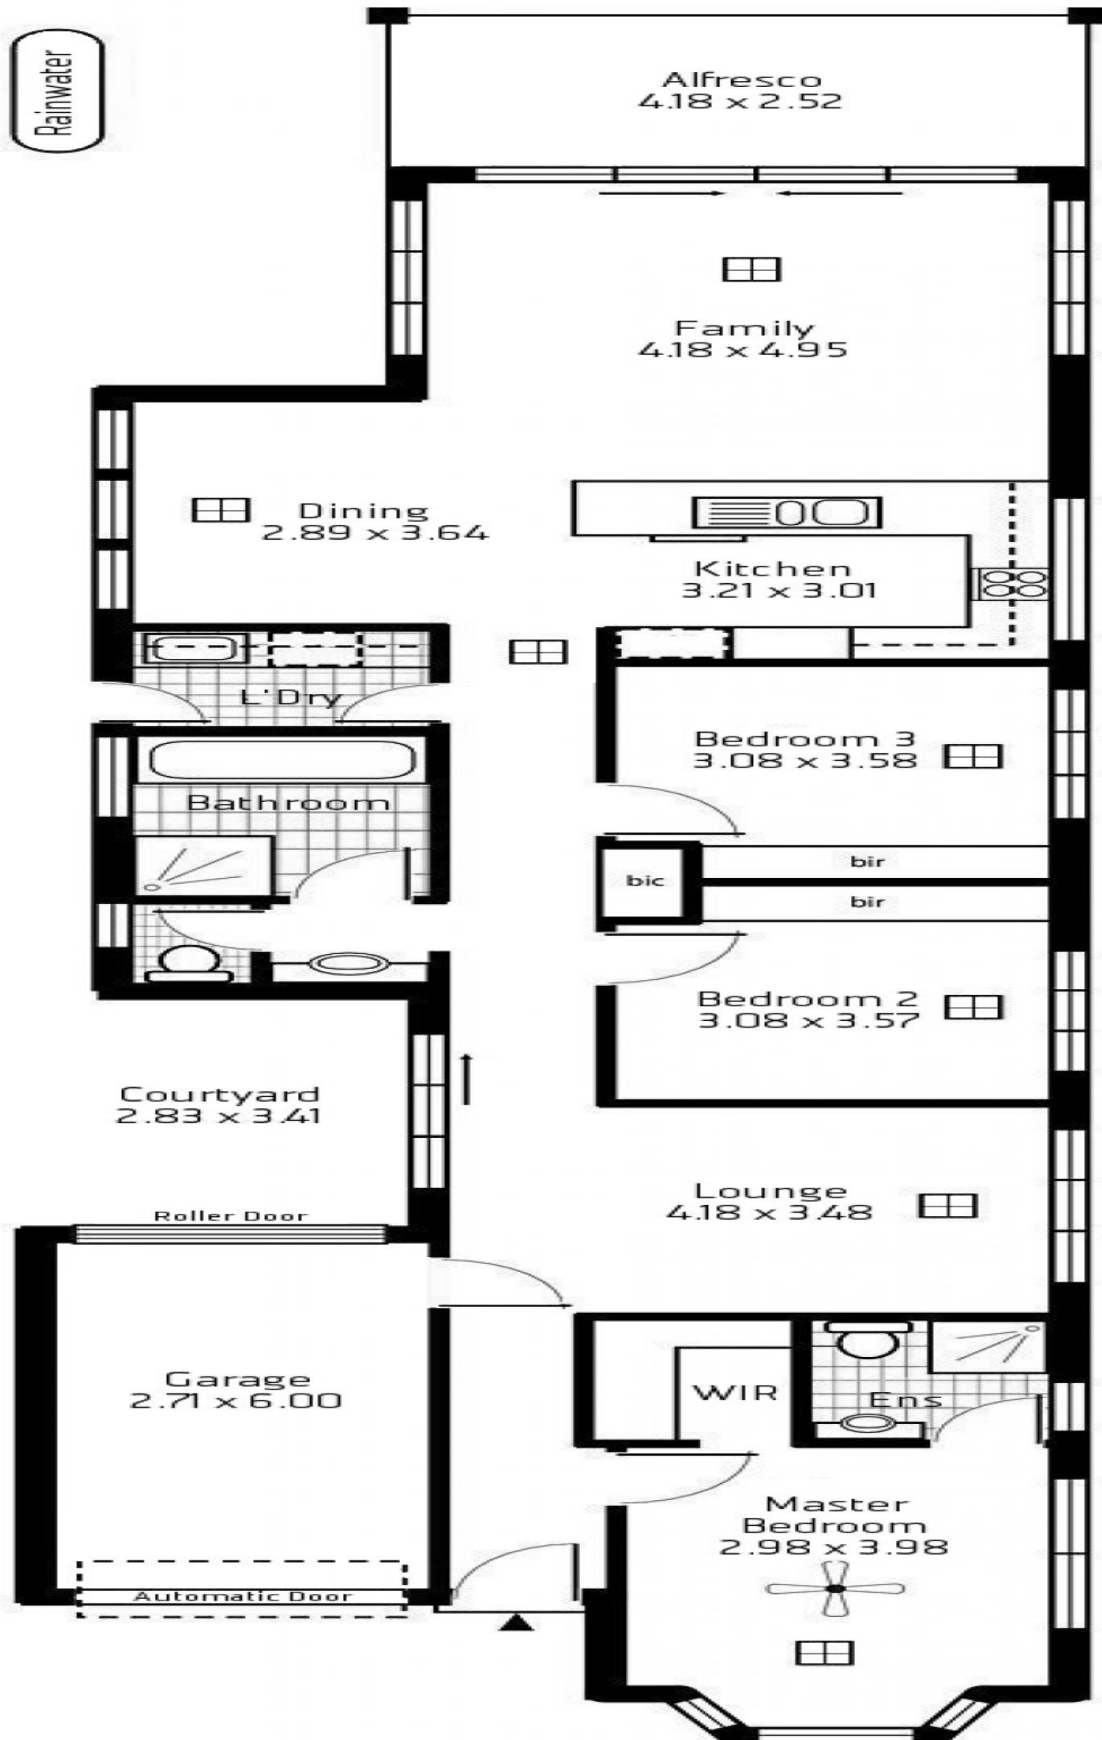 Rainwater
Alfresco
4.18 x 2.52
Family
4.18 x 4.95
Dining
2.89 x 3.64
Kitchen
3.21 x 3.01
L'Dry
Bedroom 3
3.08 x 3.58
Bathroom
bir
bic
bir
Bedroom 2
3.08 x 3.57
Courtyard
2.83 x 3.41
Lounge
4.18 x 3.48
Roller Door
Garage
2.71 x 6.00
WIR
Ens
Master
Bedroom
2.98 x 3.98
Automatic Door